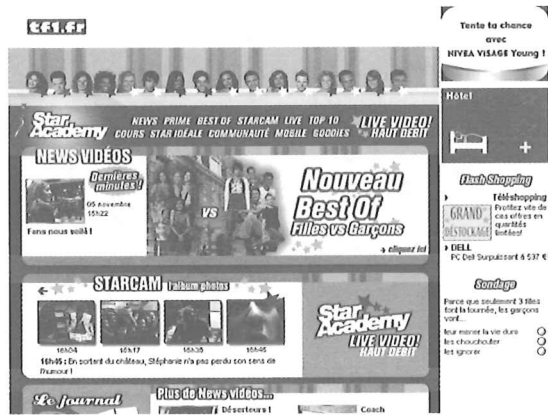 tf1.fr
Tente ta chance
avec
NIVEA VISAGE Young !
Star Academy
NEWS PRIME BEST OF STARCAM LIVE TOP 10
COURS STAR IDÉALE COMMUNAUTÉ MOBILE GOODIES
LIVE VIDEO!
HAUT DEBIT
Hôtel
NEWS VIDÉOS
Dernières
minutes !
05 novembre
15h22
Fans nous voilà !
VS
Nouveau
Best Of
Filles vs Garçons
cliquez ici
Flash Shopping
Téléshopping
GRAND
DÉSTOCKAGE
Profitez vite de
ces offres en
quantités
limitées!
DELL
PC Dell Surpuissant à 537 €
STARCAM l'album photos
16h04 16h17 16h35 16h45
16h45 : En sortant du château, Stéphanie n'a pas perdu son sens de
l'humour !
Star
Academy
LIVE VIDEO!
HAUT DEBIT
Sondage
Parce que seulement 3 filles
font la tournée, les garçons
vont...
leur mener la vie dure
les chouchouter
les ignorer
Le journal
Plus de News vidéos...
Déserteurs !
Coach